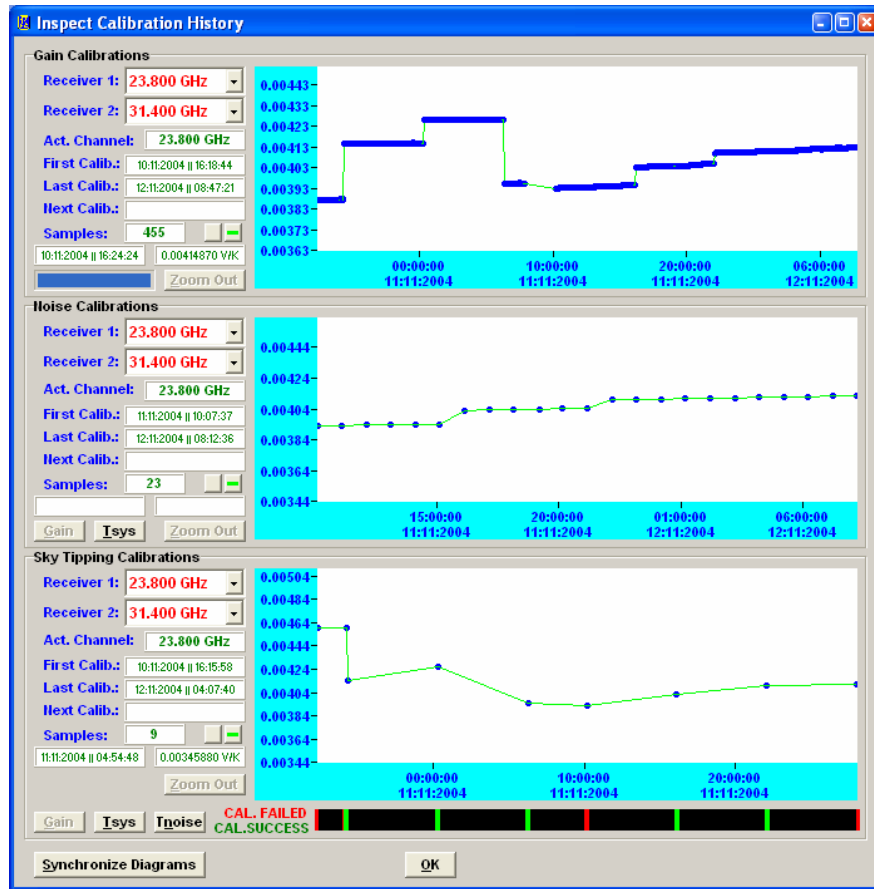 Inspect Calibration History
Gain Calibrations
Receiver 1: 23.800 GHz
Receiver 2: 31.400 GHz
Act. Channel: 23.800 GHz
First Calib.: 10:11:2004 || 16:18:44
Last Calib.: 12:11:2004 || 08:47:21
Next Calib.:
Samples: 455
10:11:2004 || 16:24:24 0.00414870 V/K
Zoom Out
0.00443
0.00433
0.00423
0.00413
0.00403
0.00393
0.00383
0.00373
0.00363
00:00:00 10:00:00 20:00:00 06:00:00
11:11:2004 11:11:2004 11:11:2004 12:11:2004
Noise Calibrations
Receiver 1: 23.800 GHz
Receiver 2: 31.400 GHz
Act. Channel: 23.800 GHz
First Calib.: 11:11:2004 || 10:07:37
Last Calib.: 12:11:2004 || 08:12:36
Next Calib.:
Samples: 23
Gain Tsys Zoom Out
0.00444
0.00424
0.00404
0.00384
0.00364
0.00344
15:00:00 20:00:00 01:00:00 06:00:00
11:11:2004 11:11:2004 12:11:2004 12:11:2004
Sky Tipping Calibrations
Receiver 1: 23.800 GHz
Receiver 2: 31.400 GHz
Act. Channel: 23.800 GHz
First Calib.: 10:11:2004 || 16:15:58
Last Calib.: 12:11:2004 || 04:07:40
Next Calib.:
Samples: 9
11:11:2004 || 04:54:48 0.00345880 V/K
Zoom Out
0.00504
0.00484
0.00464
0.00444
0.00424
0.00404
0.00384
0.00364
0.00344
00:00:00 10:00:00 20:00:00
11:11:2004 11:11:2004 11:11:2004
Gain Tsys Tnoise
CAL. FAILED
CAL.SUCCESS
Synchronize Diagrams OK